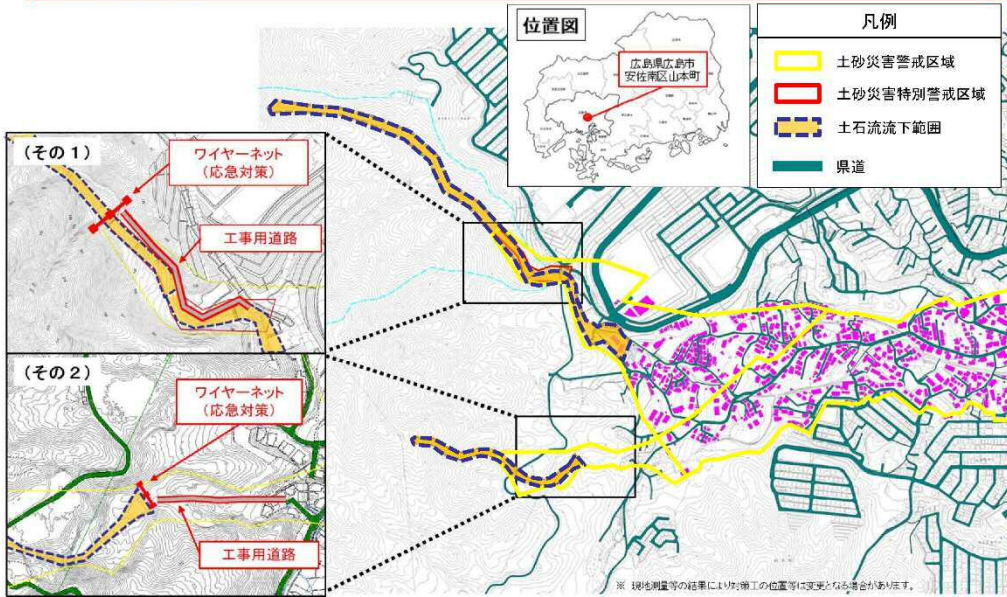 位置図
広島県広島市
安佐南区山本町
凡例
土砂災害警戒区域
土砂災害特別警戒区域
土石流流下範囲
県道
(その1)
ワイヤーネット
(応急対策)
工事用道路
(その2)
ワイヤーネット
(応急対策)
工事用道路
※ 現地測量等の結果により対策工の位置等は変更となる場合があります。